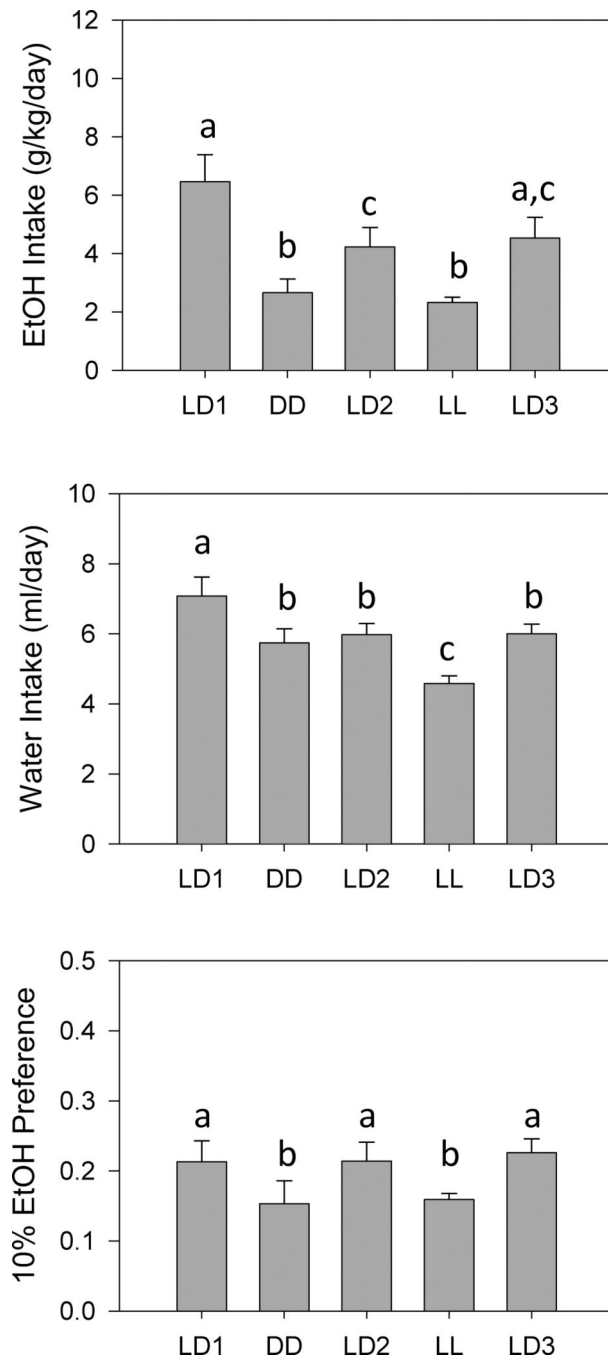 EtOH Intake (g/kg/day)
12
10
8
6
4
2
0
a
b
c
b
a,c
LD1 DD LD2 LL LD3
Water Intake (ml/day)
10
8
6
4
2
0
a
b
b
c
b
LD1 DD LD2 LL LD3
10% EtOH Preference
0.5
0.4
0.3
0.2
0.1
0.0
a
b
a
b
a
LD1 DD LD2 LL LD3